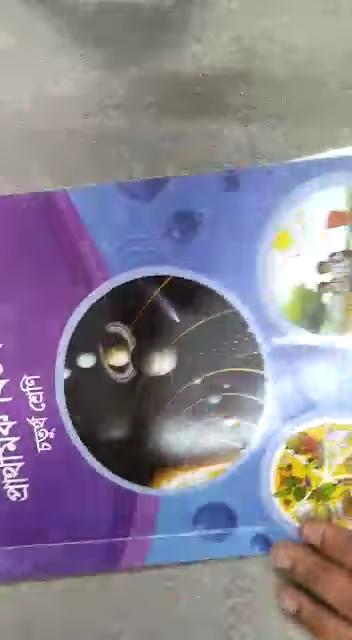 প্রাথমিক
চতুর্থ শ্রেণি